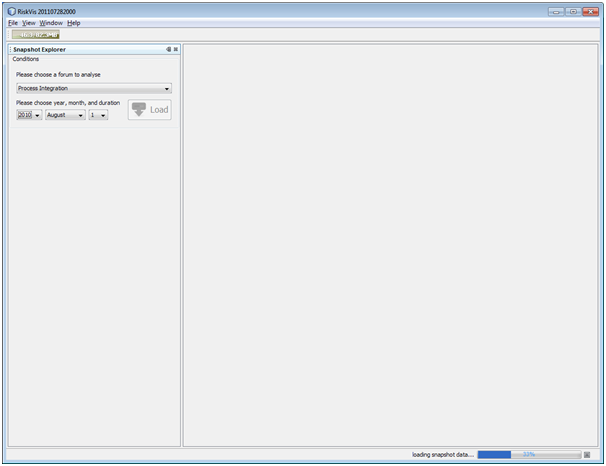 RiskVis 201107282000
File View Window Help
Snapshot Explorer
Conditions
Please choose a forum to analyse
Process Integration
Please choose year, month, and duration
2010 August 1 Load
loading snapshot data... 33%